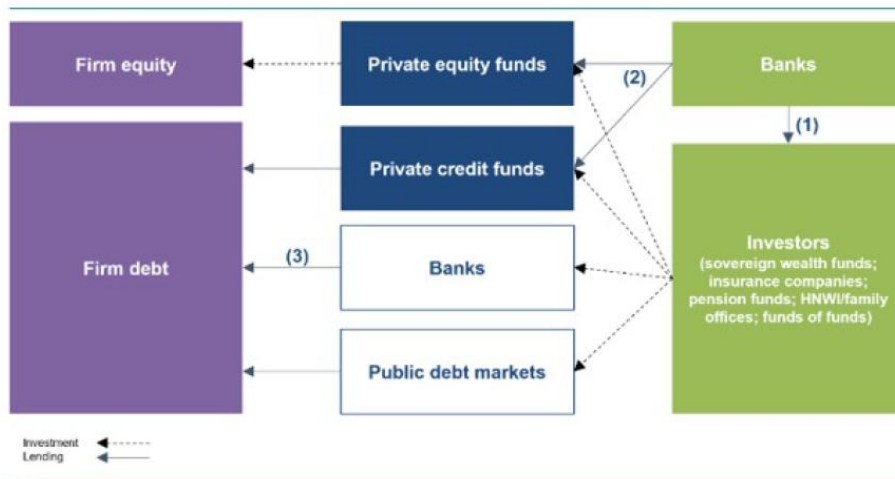 Firm equity
Private equity funds
(2)
Banks
(1)
Private credit funds
Firm debt
(3)
Banks
Investors
(sovereign wealth funds;
insurance companies;
pension funds; HNWI/family
offices; funds of funds)
Public debt markets
Investment
Lending